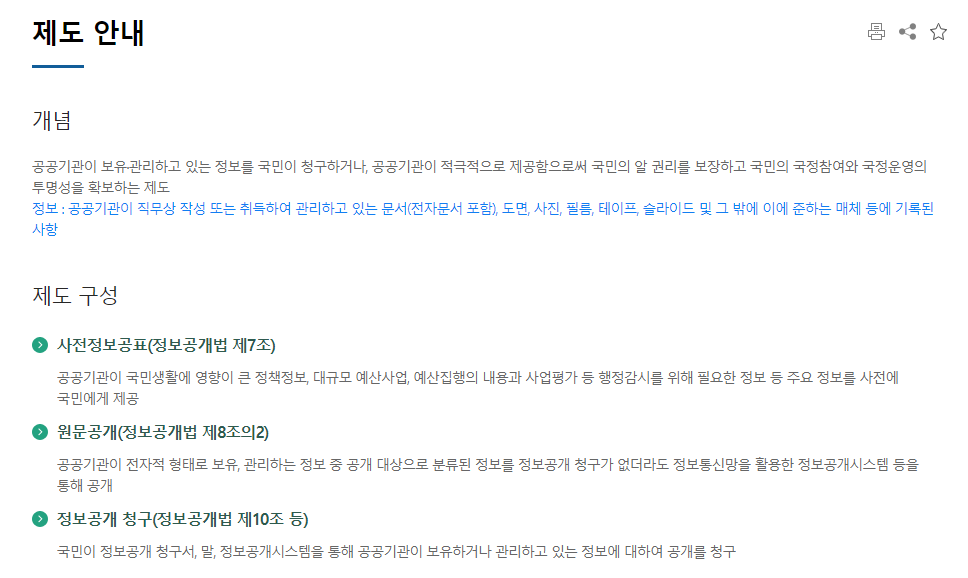 제도 안내
개념
공공기관이 보유·관리하고 있는 정보를 국민이 청구하거나, 공공기관이 적극적으로 제공함으로써 국민의 알 권리를 보장하고 국민의 국정참여와 국정운영의
투명성을 확보하는 제도
정보 : 공공기관이 직무상 작성 또는 취득하여 관리하고 있는 문서(전자문서 포함), 도면, 사진, 필름, 테이프, 슬라이드 및 그 밖에 이에 준하는 매체 등에 기록된
사항
제도 구성
사전정보공표(정보공개법 제7조)
공공기관이 국민생활에 영향이 큰 정책정보, 대규모 예산사업, 예산집행의 내용과 사업평가 등 행정감시를 위해 필요한 정보 등 주요 정보를 사전에
국민에게 제공
원문공개(정보공개법 제8조의2)
공공기관이 전자적 형태로 보유, 관리하는 정보 중 공개 대상으로 분류된 정보를 정보공개 청구가 없더라도 정보통신망을 활용한 정보공개시스템 등을
통해 공개
정보공개 청구(정보공개법 제10조 등)
국민이 정보공개 청구서, 말, 정보공개시스템을 통해 공공기관이 보유하거나 관리하고 있는 정보에 대하여 공개를 청구